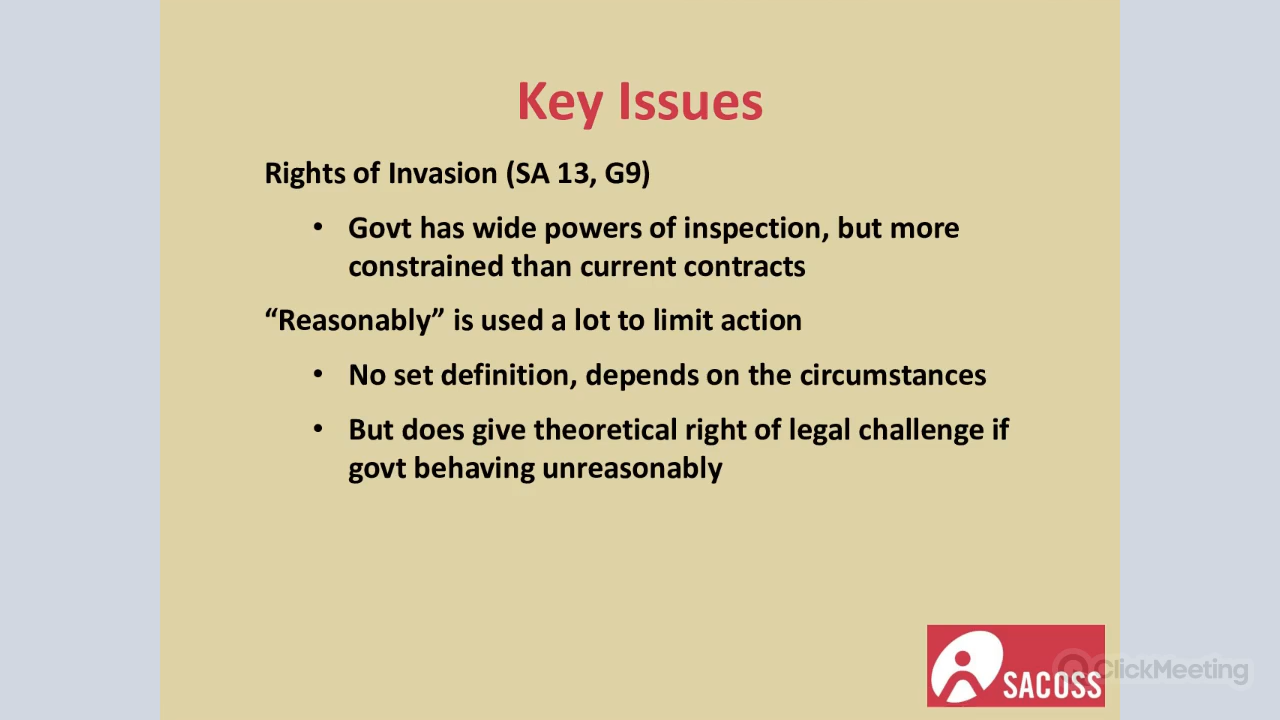 Key Issues
Rights of Invasion (SA 13, G9)
• Govt has wide powers of inspection, but more
constrained than current contracts
“Reasonably” is used a lot to limit action
• No set definition, depends on the circumstances
• But does give theoretical right of legal challenge if
govt behaving unreasonably
SACOSS
ClickMeeting